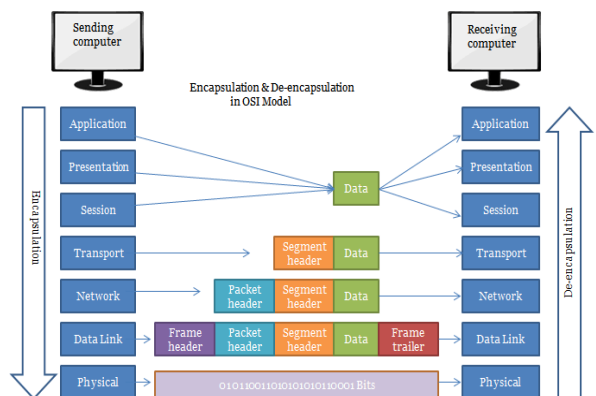 Sending
computer
Receiving
computer
Encapsulation & De-encapsulation
in OSI Model
Encapsulation
De-encapsulation
Application
Application
Presentation
Data
Presentation
Session
Session
Transport
Segment
header
Data
Transport
Network
Packet
header
Segment
header
Data
Network
Data Link
Frame
header
Packet
header
Segment
header
Data
Frame
trailer
Data Link
Physical
0101100110101010110001 Bits
Physical